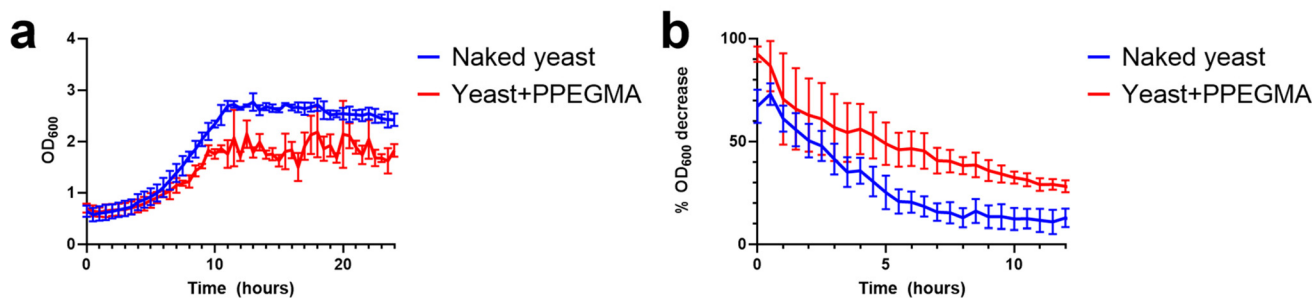 a
4
3
2
1
0
OD600
0
10
20
Time (hours)
Naked yeast
Yeast+PPEGMA
b
100
50
0
% OD600 decrease
0
5
10
Time (hours)
Naked yeast
Yeast+PPEGMA